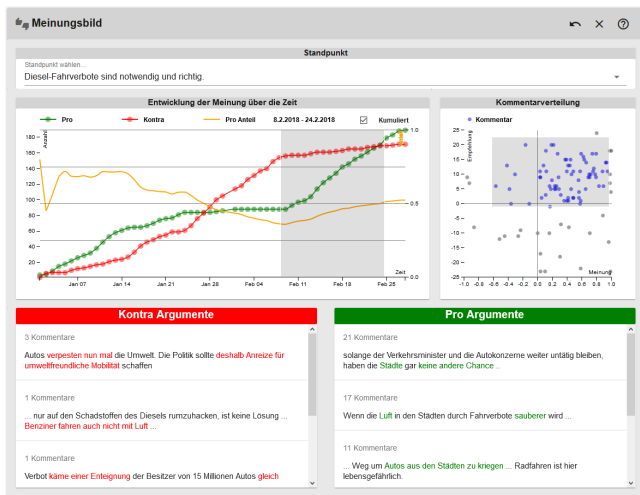 Meinungsbild
Standpunkt
Standpunkt wählen...
Diesel-Fahrverbote sind notwendig und richtig.
Entwicklung der Meinung über die Zeit
Pro
Kontra
Pro Anteil
8.2.2018 - 24.2.2018
Kumuliert
Anzahl
180
160
140
120
100
80
60
40
20
1.0
0.5
0.0
Zeit
Jan 07
Jan 14
Jan 21
Jan 28
Feb 04
Feb 11
Feb 18
Feb 25
Kommentarverteilung
Kommentar
Empfehlung
25
20
15
10
5
0
-5
-10
-15
-20
-25
Meinung
-1.0
-0.8
-0.6
-0.4
-0.2
0.0
0.2
0.4
0.6
0.8
1.0
Kontra Argumente
3 Kommentare
Autos verpesten nun mal die Umwelt. Die Politik sollte deshalb Anreize für
umweltfreundliche Mobilität schaffen
1 Kommentare
... nur auf den Schadstoffen des Diesels rumzuhacken, ist keine Lösung ...
Benziner fahren auch nicht mit Luft ...
1 Kommentare
Verbot käme einer Enteignung der Besitzer von 15 Millionen Autos gleich
Pro Argumente
21 Kommentare
solange der Verkehrsminister und die Autokonzerne weiter untätig bleiben,
haben die Städte gar keine andere Chance ..
17 Kommentare
Wenn die Luft in den Städten durch Fahrverbote sauberer wird ...
11 Kommentare
... Weg um Autos aus den Städten zu kriegen ... Radfahren ist hier
lebensgefährlich.